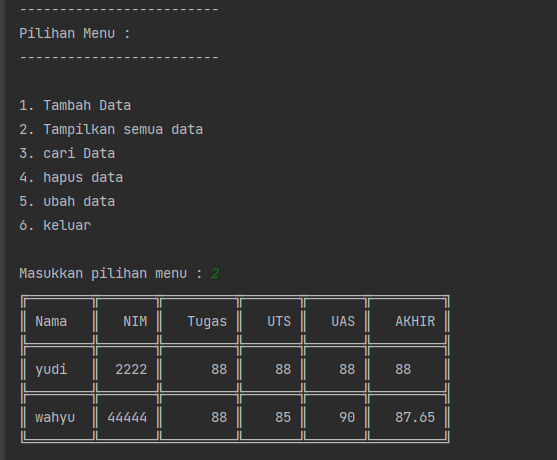 -------------------------
Pilihan Menu :
-------------------------
1. Tambah Data
2. Tampilkan semua data
3. cari Data
4. hapus data
5. ubah data
6. keluar
Masukkan pilihan menu : 2
Nama NIM Tugas UTS UAS AKHIR
yudi 2222 88 88 88 88
wahyu 44444 88 85 90 87.65